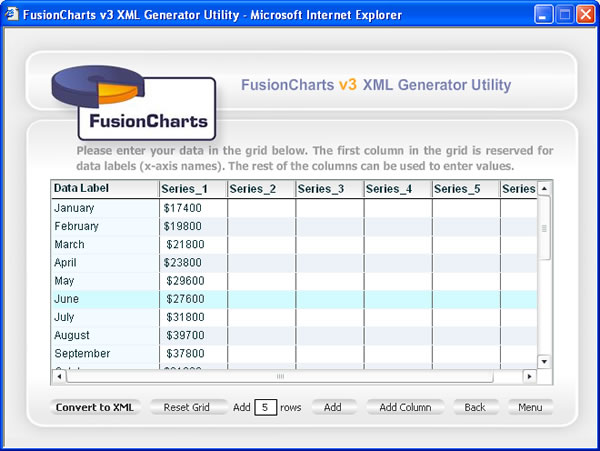 FusionCharts v3 XML Generator Utility - Microsoft Internet Explorer
FusionCharts v3 XML Generator Utility
FusionCharts
Please enter your data in the grid below. The first column in the grid is reserved for
data labels (x-axis names). The rest of the columns can be used to enter values.
Data Label Series_1 Series_2 Series_3 Series_4 Series_5 Series
January $17400
February $19800
March $21800
April $23800
May $29600
June $27600
July $31800
August $39700
September $37800
Convert to XML Reset Grid Add 5 rows Add Add Column Back Menu